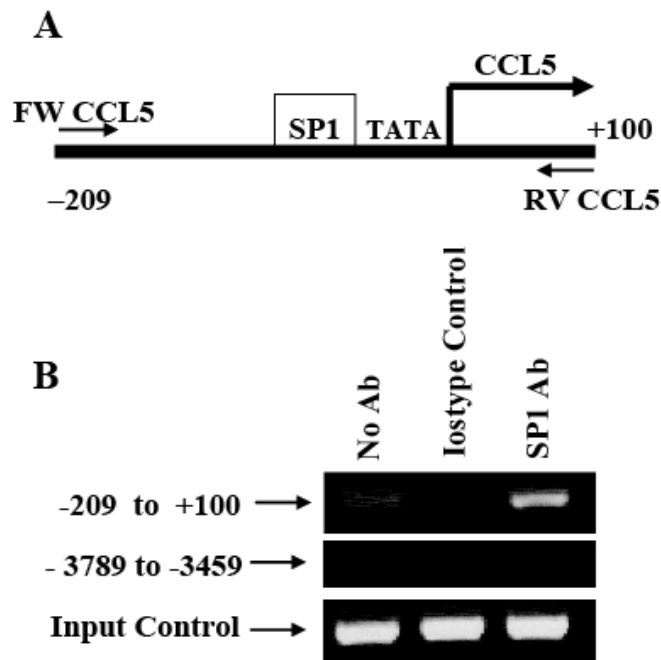 A
CCL5
FW CCL5
SP1
TATA
+100
–209
RV CCL5
B
No Ab
Iostype Control
SP1 Ab
-209 to +100
- 3789 to -3459
Input Control